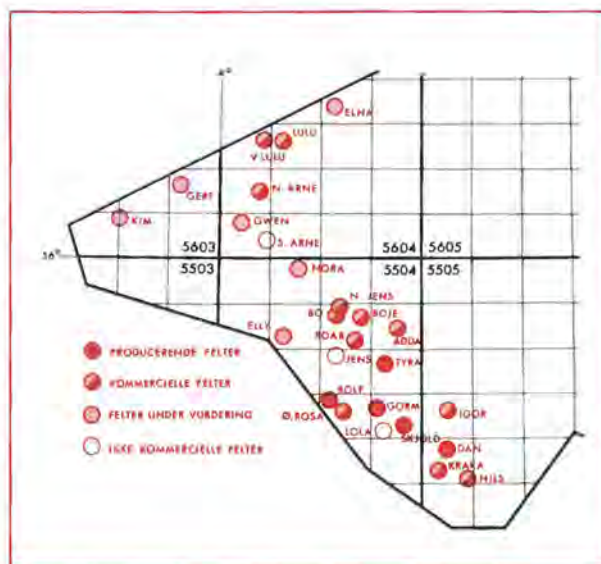 4°
ELNA
LULU
V LULU
GERT
N. ARNE
KIM
GWEN
S. ARNE
5603 5604 5605
56° 5503 5504 5505
NORA
N. JENS
BO BOJE
ELLY ROAR ADDA
JENS
TYRA
ROLF
GORM IGOR
Ø. ROSA
LOLA SKJOLD
DAN
KRAKA
NILS
PRODUCERENDE FELTER
KOMMERCIELLE FELTER
FELTER UNDER VURDERING
IKKE KOMMERCIELLE FELTER